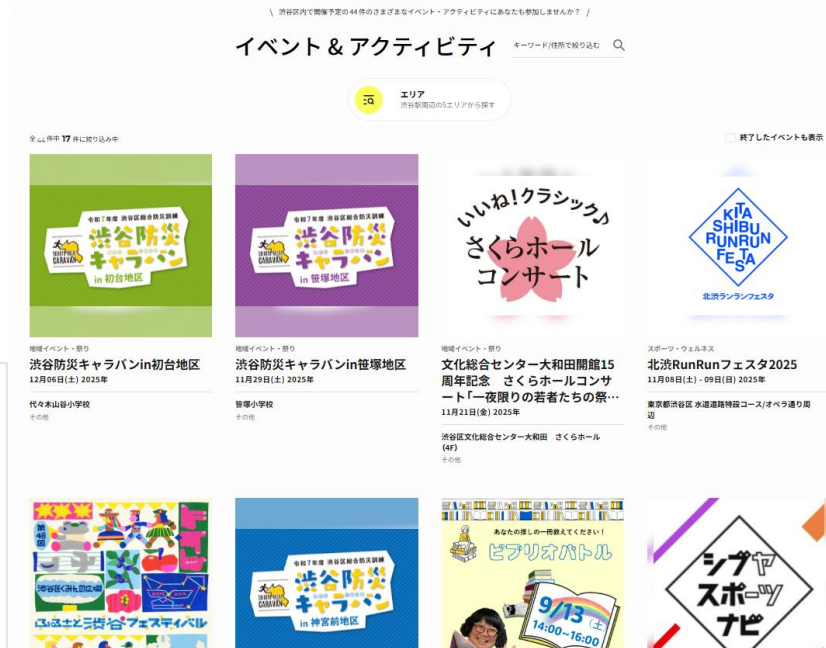 \ 渋谷区内で開催予定の44件のさまざまなイベント・アクティビティにあなたも参加しませんか？ /
イベント & アクティビティ
キーワード/住所で絞り込む
エリア
渋谷駅周辺の5エリアから探す
全44件中 17 件に絞り込み中
終了したイベントも表示
令和7年度 渋谷区総合防災訓練
渋谷防災
キャラバン
in 初台地区
令和7年度 渋谷区総合防災訓練
渋谷防災
キャラバン
in 笹塚地区
いいね!クラシック♪
さくらホール
コンサート
KITA
SHIBU
RUNRUN
FESTA
北渋ランランフェスタ
地域イベント・祭り
渋谷防災キャラバンin初台地区
12月06日(土) 2025年
代々木山谷小学校
その他
地域イベント・祭り
渋谷防災キャラバンin笹塚地区
11月29日(土) 2025年
笹塚小学校
その他
地域イベント・祭り
文化総合センター大和田開館15
周年記念　さくらホールコンサ
ート「一夜限りの若者たちの祭…
11月21日(金) 2025年
渋谷区文化総合センター大和田　さくらホール
(4F)
その他
スポーツ・ウェルネス
北渋RunRunフェスタ2025
11月08日(土) - 09日(日) 2025年
東京都渋谷区 水道道路特設コース/オペラ通り周
辺
その他
第48回
渋谷区くみんの広場
ふるさと渋谷フェスティバル
令和7年度 渋谷区総合防災訓練
渋谷防災
キャラバン
in 神宮前地区
あなたの推しの一冊教えてください！
ビブリオバトル
9/13(土)
14:00~16:00
シブヤ
スポーツ
ナビ